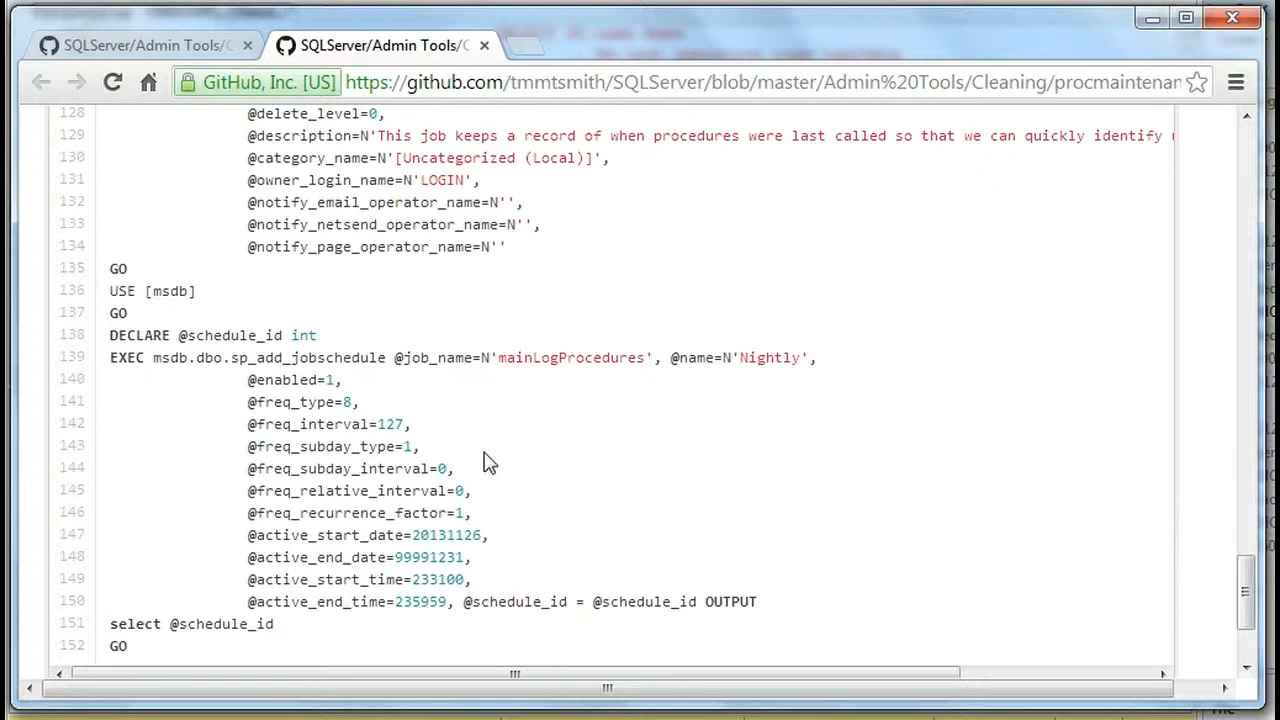 SQLServer/Admin Tools/C
SQLServer/Admin Tools/C
GitHub, Inc. [US]
https://github.com/tmmtsmith/SQLServer/blob/master/Admin%20Tools/Cleaning/procmaintenan
128 @delete_level=0,
129 @description=N'This job keeps a record of when procedures were last called so that we can quickly identify
130 @category_name=N'[Uncategorized (Local)]',
131 @owner_login_name=N'LOGIN',
132 @notify_email_operator_name=N'',
133 @notify_netsend_operator_name=N'',
134 @notify_page_operator_name=N''
135 GO
136 USE [msdb]
137 GO
138 DECLARE @schedule_id int
139 EXEC msdb.dbo.sp_add_jobschedule @job_name=N'mainLogProcedures', @name=N'Nightly',
140 @enabled=1,
141 @freq_type=8,
142 @freq_interval=127,
143 @freq_subday_type=1,
144 @freq_subday_interval=0,
145 @freq_relative_interval=0,
146 @freq_recurrence_factor=1,
147 @active_start_date=20131126,
148 @active_end_date=99991231,
149 @active_start_time=233100,
150 @active_end_time=235959, @schedule_id = @schedule_id OUTPUT
151 select @schedule_id
152 GO